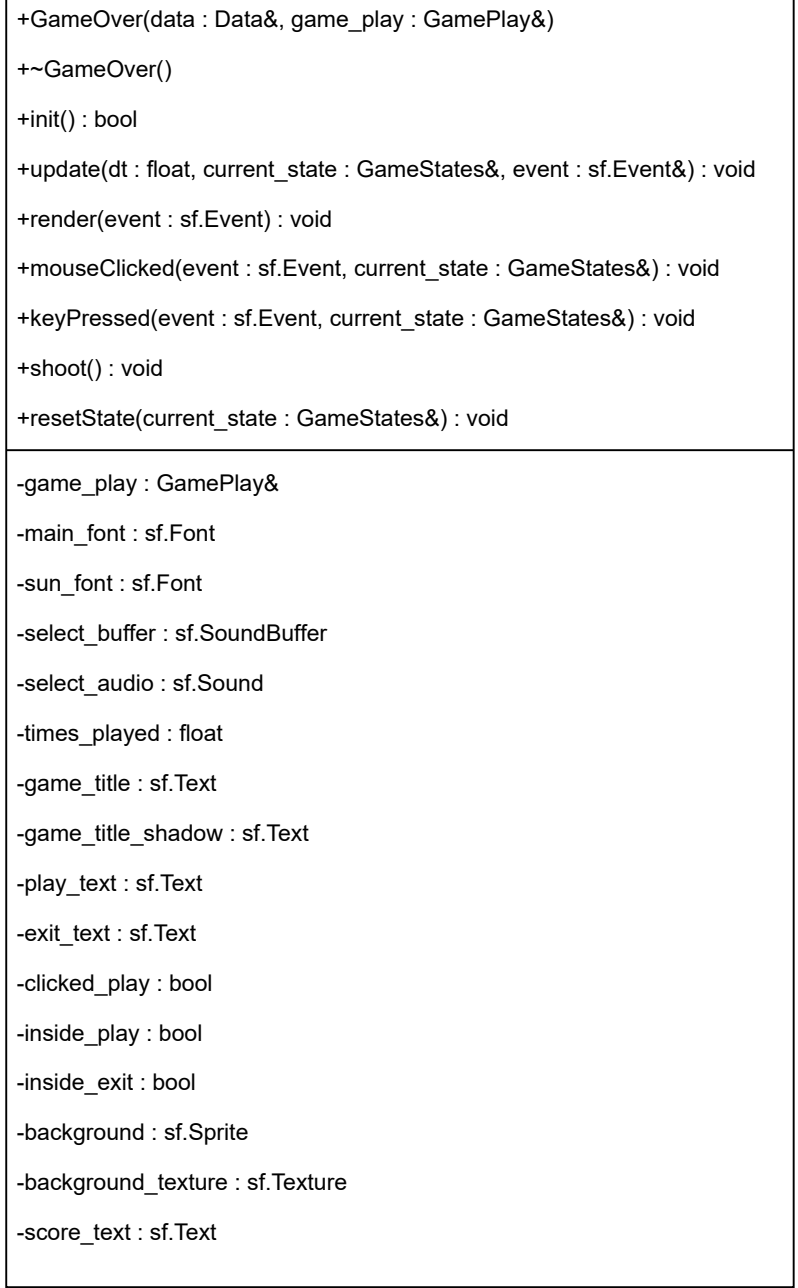 +GameOver(data : Data&, game_play : GamePlay&)
+~GameOver()
+init() : bool
+update(dt : float, current_state : GameStates&, event : sf.Event&) : void
+render(event : sf.Event) : void
+mouseClicked(event : sf.Event, current_state : GameStates&) : void
+keyPressed(event : sf.Event, current_state : GameStates&) : void
+shoot() : void
+resetState(current_state : GameStates&) : void
-game_play : GamePlay&
-main_font : sf.Font
-sun_font : sf.Font
-select_buffer : sf.SoundBuffer
-select_audio : sf.Sound
-times_played : float
-game_title : sf.Text
-game_title_shadow : sf.Text
-play_text : sf.Text
-exit_text : sf.Text
-clicked_play : bool
-inside_play : bool
-inside_exit : bool
-background : sf.Sprite
-background_texture : sf.Texture
-score_text : sf.Text